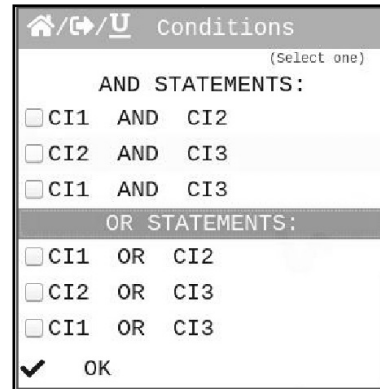 / / U Conditions
(Select one)
AND STATEMENTS:
CI1 AND CI2
CI2 AND CI3
CI1 AND CI3
OR STATEMENTS:
CI1 OR CI2
CI2 OR CI3
CI1 OR CI3
OK